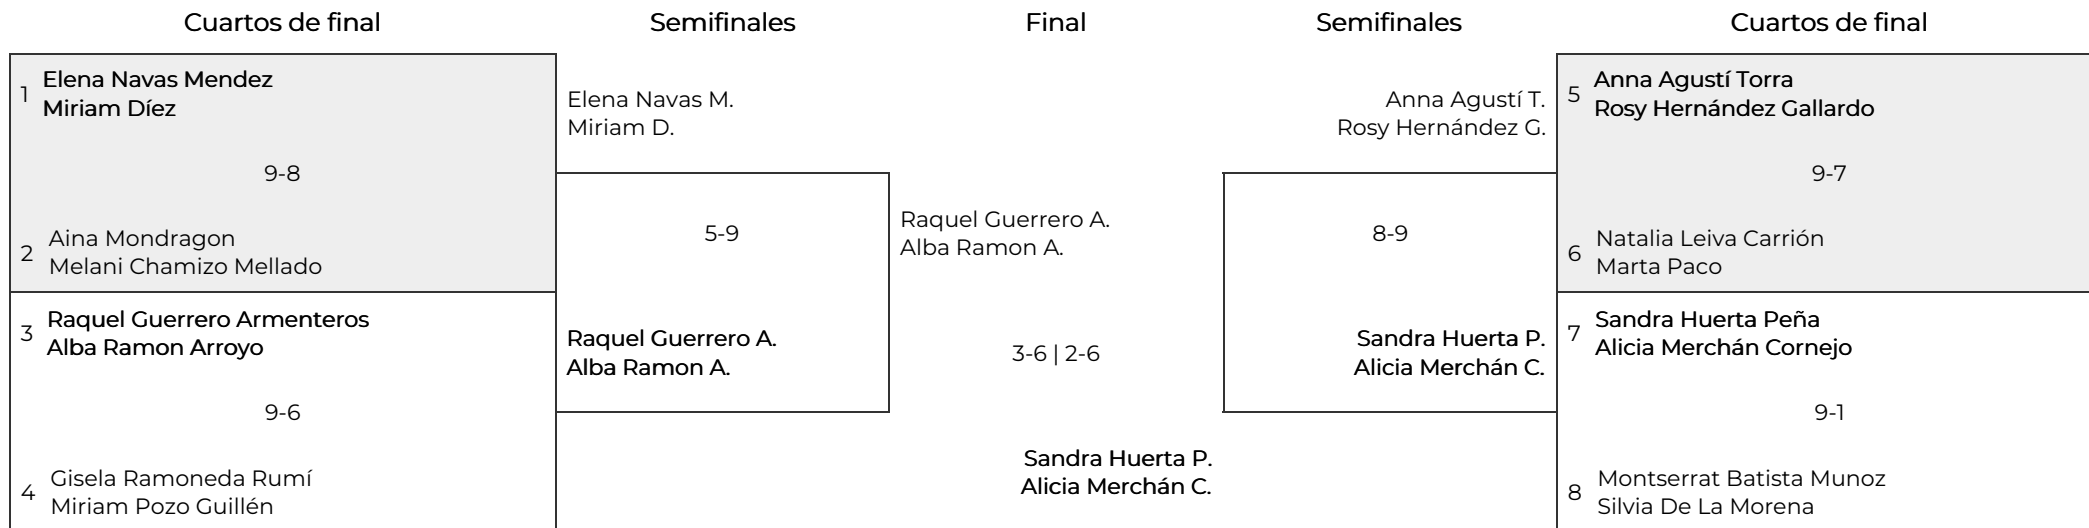 Cuartos de final
Semifinales
Final
Semifinales
Cuartos de final
1
Elena Navas Mendez
Miriam Díez
9-8
2
Aina Mondragon
Melani Chamizo Mellado
3
Raquel Guerrero Armenteros
Alba Ramon Arroyo
9-6
4
Gisela Ramoneda Rumí
Miriam Pozo Guillén
Elena Navas M.
Miriam D.
5-9
Raquel Guerrero A.
Alba Ramon A.
Raquel Guerrero A.
Alba Ramon A.
3-6 | 2-6
Sandra Huerta P.
Alicia Merchán C.
Anna Agustí T.
Rosy Hernández G.
8-9
Sandra Huerta P.
Alicia Merchán C.
5
Anna Agustí Torra
Rosy Hernández Gallardo
9-7
6
Natalia Leiva Carrión
Marta Paco
7
Sandra Huerta Peña
Alicia Merchán Cornejo
9-1
8
Montserrat Batista Munoz
Silvia De La Morena